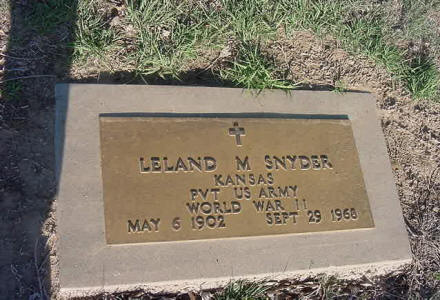 LELAND M SNYDER
KANSAS
PVT US ARMY
WORLD WAR II
MAY 6 1902 SEPT 29 1968